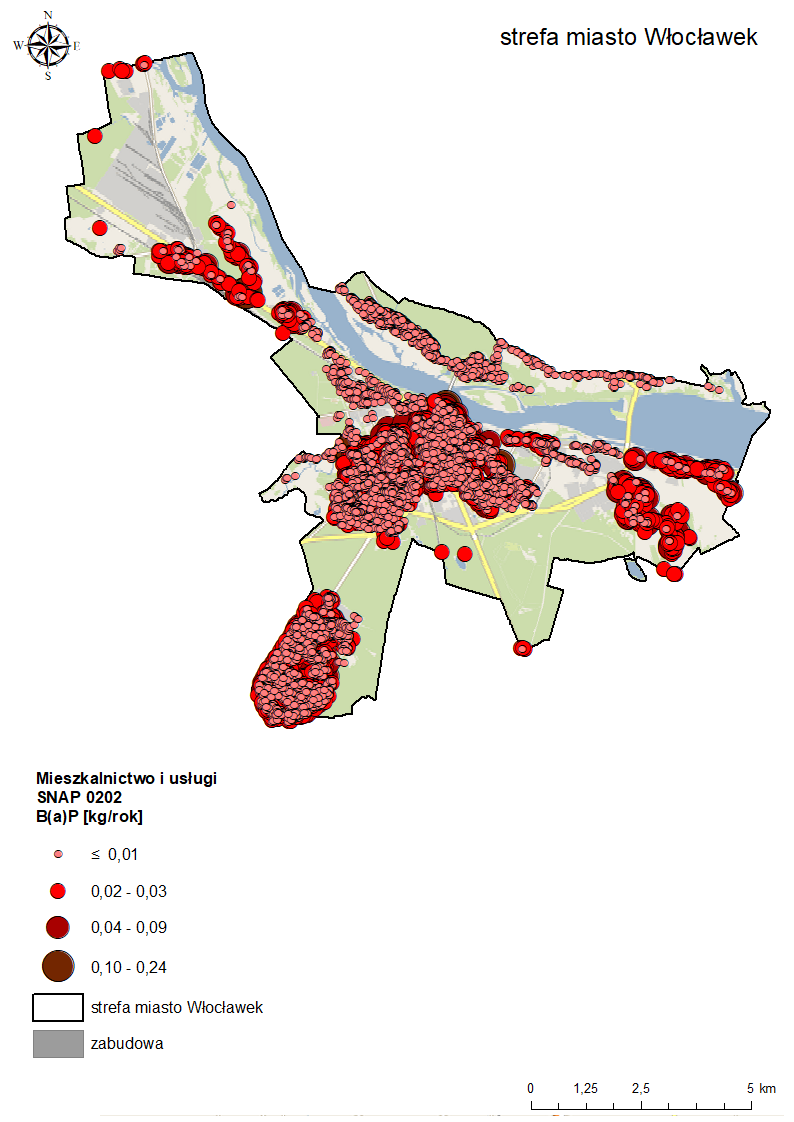 N
W E
S
strefa miasto Włocławek
Mieszkalnictwo i usługi
SNAP 0202
B(a)P [kg/rok]
≤ 0,01
0,02 - 0,03
0,04 - 0,09
0,10 - 0,24
strefa miasto Włocławek
zabudowa
0 1,25 2,5 5 km